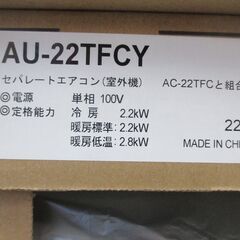 AU-22TFCY
セパレートエアコン(室外機) AC-22TFCと組合
◎電源 単相 100V
◎定格能力 冷 房 2.2kW
暖房標準: 2.2kW 22
暖房低温: 2.8kW MADE IN CHI